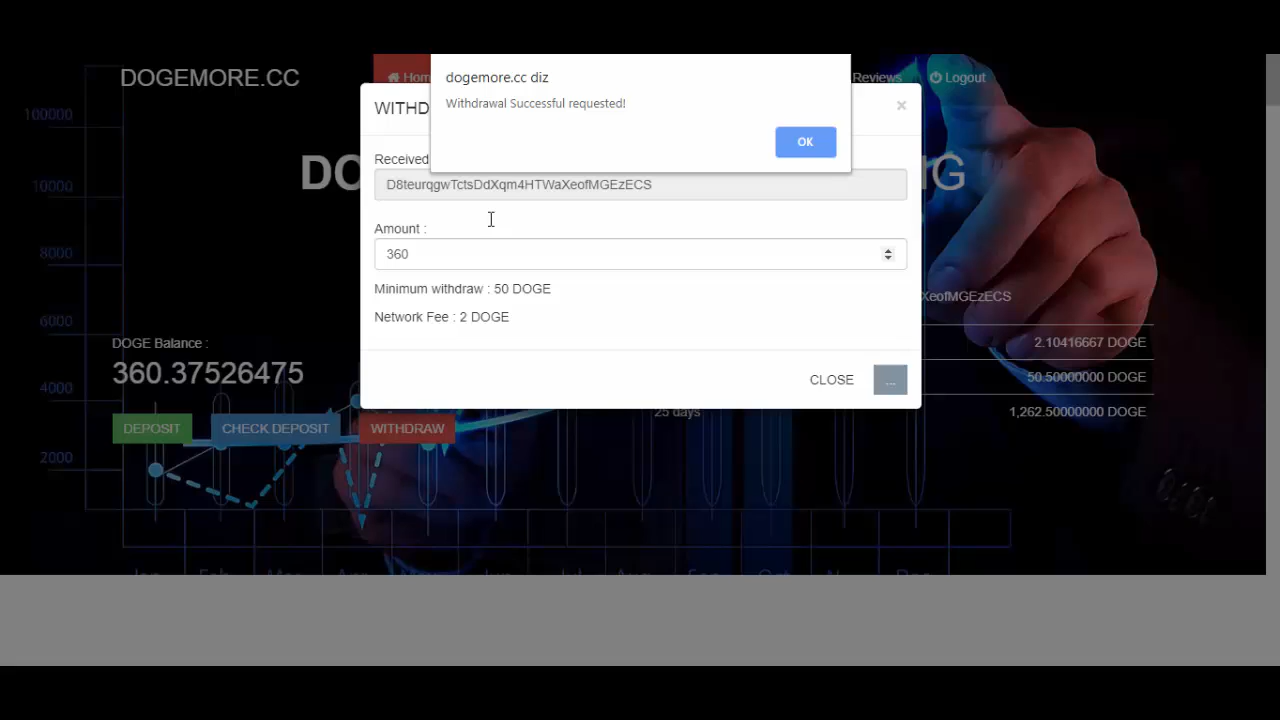 dogemore.cc diz
Withdrawal Successful requested!
OK
DOGEMORE.CC
Reviews
Logout
WITHD
×
DO
G
Received
D8teurqgwTctsDdXqm4HTWaXeofMGEzECS
Amount :
360
Minimum withdraw : 50 DOGE
Network Fee : 2 DOGE
CLOSE
...
XeofMGEzECS
DOGE Balance :
360.37526475
2.10416667 DOGE
50.50000000 DOGE
25 days
1,262.50000000 DOGE
DEPOSIT
CHECK DEPOSIT
WITHDRAW
100000
10000
8000
6000
4000
2000